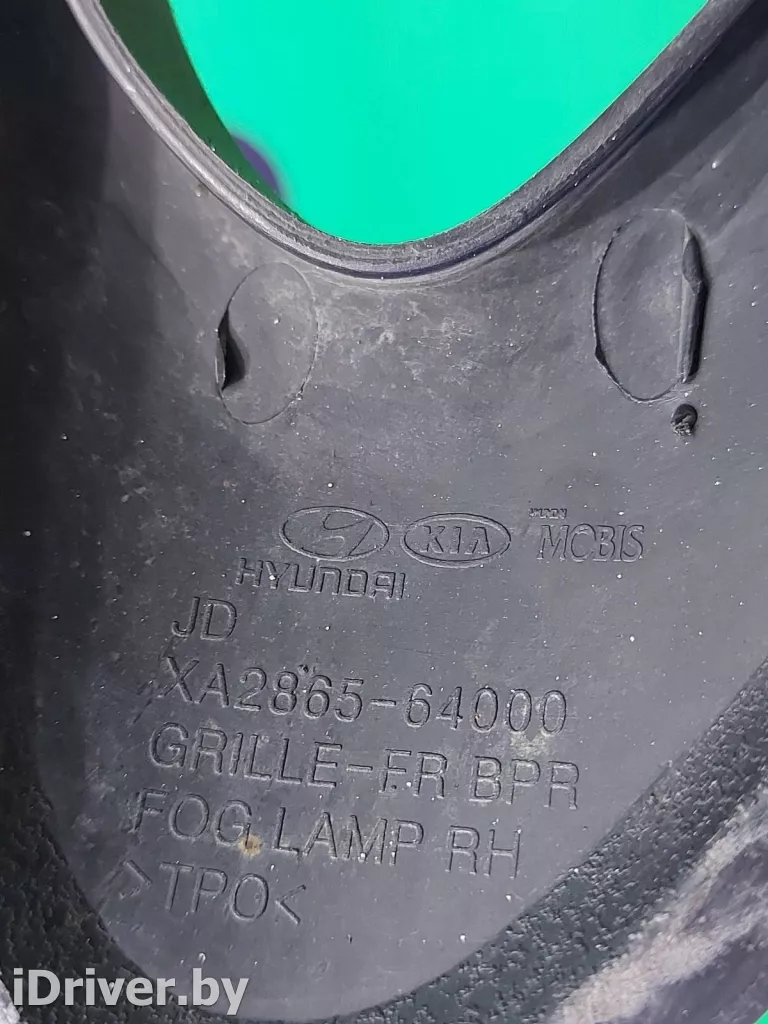 HYUNDAI KIA MOBIS
JD
XA2865-64000
GRILLE-FR BPR
FOG LAMP RH
>TPO<
iDriver.by